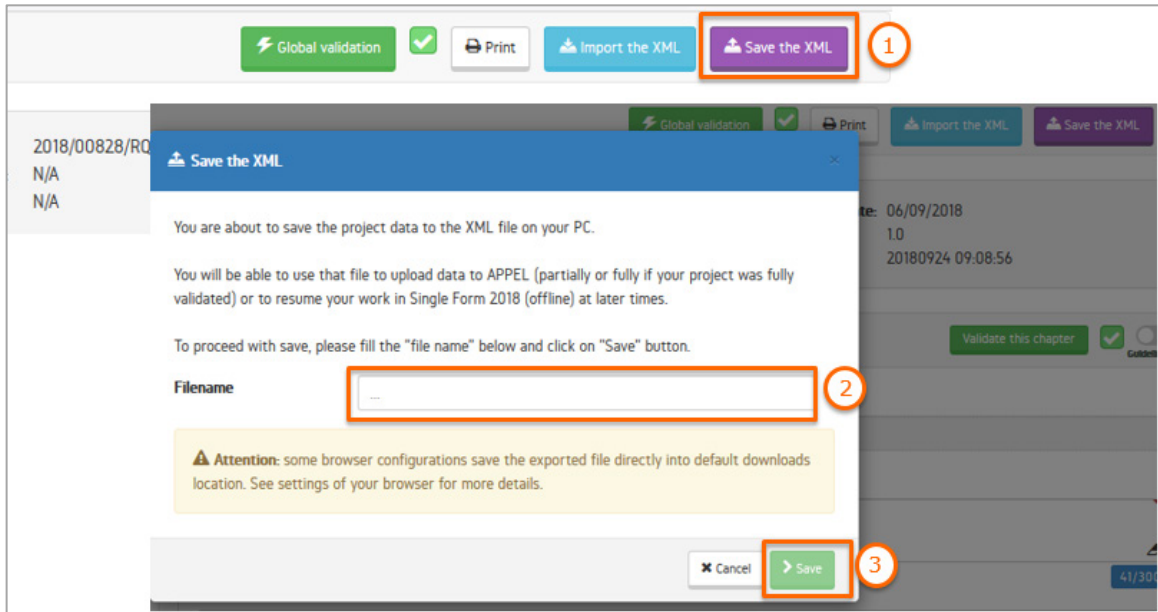 Global validation Print Import the XML Save the XML 1
Global validation Print Import the XML Save the XML
2018/00828/RQ
N/A
N/A
Save the XML ×
te: 06/09/2018
1.0
20180924 09:08:56
You are about to save the project data to the XML file on your PC.
You will be able to use that file to upload data to APPEL (partially or fully if your project was fully
validated) or to resume your work in Single Form 2018 (offline) at later times.
To proceed with save, please fill the "file name" below and click on "Save" button.
Validate this chapter
Filename ... 2
Attention: some browser configurations save the exported file directly into default downloads
location. See settings of your browser for more details.
Cancel Save 3
41/300